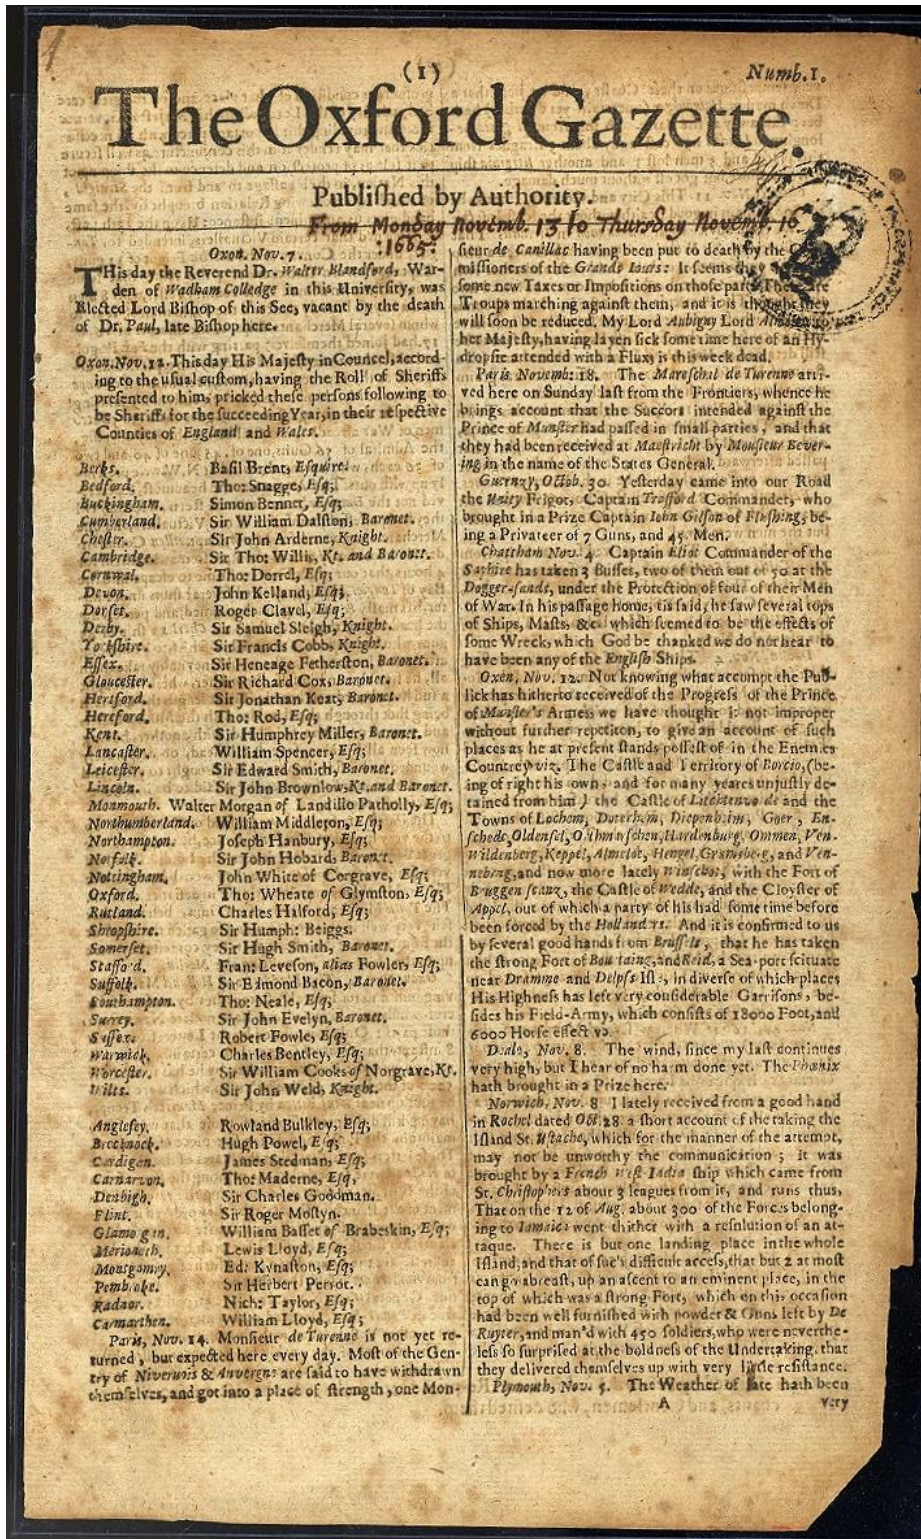 1
(1)
Numb. 1.
The Oxford Gazette.
Publiſhed by Authority.
From Monday Novemb. 13 to Thursday Novemb. 16
1665.
Oxon. Nov. 7.
THis day the Reverend Dr. Walter Blandford, War-
den of Wadham Colledge in this Univerſity, was
Elected Lord Biſhop of this See, vacant by the death
of Dr. Paul, late Biſhop here.
Oxon. Nov. 12. This day His Majeſty in Councel, accord-
ing to the uſual cuſtom, having the Roll of Sheriffs
preſented to him, pricked theſe perſons following to
be Sheriffs for the ſucceeding Year, in their reſpective
Counties of England and Wales.
Berks. Baſil Brent, Eſquire.
Bedford. Tho: Snagge, Eſq;
Buckingham. Simon Bennet, Eſq;
Cumberland. Sir William Dalſton, Baronet.
Cheſter. Sir John Arderne, Knight.
Cambridge. Sir Tho: Willis, Kt. and Baronet.
Cornwal. Tho: Dorrel, Eſq;
Devon. John Kelland, Eſq;
Dorſet. Roger Clavel, Eſq;
Derby. Sir Samuel Sleigh, Knight.
Yorkſhire. Sir Francis Cobb, Knight.
Eſſex. Sir Heneage Fetherſton, Baronet.
Glouceſter. Sir Richard Cox, Baronet.
Hertford. Sir Jonathan Keat, Baronet.
Hereford. Tho: Rod, Eſq;
Kent. Sir Humphrey Miller, Baronet.
Lancaſter. William Spencer, Eſq;
Leiceſter. Sir Edward Smith, Baronet.
Lincoln. Sir John Brownlow, Kt. and Baronet.
Monmouth. Walter Morgan of Landillo Patholly, Eſq;
Northumberland. William Middleton, Eſq;
Northampton. Joſeph Hanbury, Eſq;
Norfolk. Sir John Hobard, Baronet.
Nottingham. John White of Corgrave, Eſq;
Oxford. Tho: Wheate of Glymſton, Eſq;
Rutland. Charles Halford, Eſq;
Shropſhire. Sir Humph: Briggs.
Somerſet. Sir Hugh Smith, Baronet.
Stafford. Fran: Leveſon, alias Fowler, Eſq;
Suffolk. Sir Edmond Bacon, Baronet.
Southampton. Tho: Neale, Eſq;
Surrey. Sir John Evelyn, Baronet.
Suſſex. Robert Fowle, Eſq;
Warwick. Charles Bentley, Eſq;
Worceſter. Sir William Cooks of Norgrave, Kt.
Wilts. Sir John Weld, Knight.
Angleſey. Rowland Bulkley, Eſq;
Brecknock. Hugh Powel, Eſq;
Cardigan. James Stedman, Eſq;
Carnarvon. Tho: Maderne, Eſq;
Denbigh. Sir Charles Goodman.
Flint. Sir Roger Moſtyn.
Glamorgan. William Baſſet of Brabeskin, Eſq;
Merioneth. Lewis Lloyd, Eſq;
Montgomry. Ed: Kynaſton, Eſq;
Pembroke. Sir Herbert Perrot.
Radnor. Nich: Taylor, Eſq;
Carmarthen. William Lloyd, Eſq;
Paris, Nov. 14. Monſieur de Turenne is not yet re-
turned, but expected here every day. Moſt of the Gen-
try of Nivernois & Auvergne are ſaid to have withdrawn
themſelves, and got into a place of ſtrength, one Mon-
ſieur de Canillac having been put to death by the
miſſioners of the Grands Iours: It ſeems they
ſome new Taxes or Impoſitions on thoſe parts. There are
Troups marching againſt them, and it is thought they
will ſoon be reduced. My Lord Aubigny Lord
her Majeſty, having layen ſick ſome time here of an Hy-
dropſie attended with a Flux, is this week dead.
Paris Novemb: 18. The Mareſchal de Turenne arri-
ved here on Sunday laſt from the Frontiers, whence he
brings account that the Succors intended againſt the
Prince of Munſter had paſſed in ſmall parties, and that
they had been received at Maeſtricht by Monſieur Bever-
ing in the name of the States General.
Guernzy, Octob. 30. Yeſterday came into our Road
the Unity Frigot, Captain Trafford Commander, who
brought in a Prize Captain Iohn Gilſon of Fluſhing, be-
ing a Privateer of 7 Guns, and 45. Men.
Chattham Nov. 4. Captain Eliot Commander of the
Saphire has taken 3 Buſſes, two of them out of 50 at the
Dogger-ſands, under the Protection of four of their Men
of War. In his paſſage home, tis ſaid, he ſaw ſeveral tops
of Ships, Maſts, &c. which ſeemed to be the effects of
ſome Wreck, which God be thanked we do not hear to
have been any of the Engliſh Ships.
Oxon, Nov. 12. Not knowing what accompt the Pub-
lick has hitherto received of the Progreſs of the Prince
of Munſter's Armes, we have thought it not improper
without further repetition, to give an account of ſuch
places as he at preſent ſtands poſſeſt of in the Enemies
Countrey viz. The Caſtle and Territory of Borcio, (be-
ing of right his own, and for many yeares unjuſtly de-
tained from him) the Caſtle of Licktenvoorde and the
Towns of Lochem, Doterhem, Diepenheim, Goer, En-
ſchede, Oldenſel, Othmarſchen, Hardenburg, Ommen, Ven-
Wildenberg, Keppel, Almeloe, Hengel, Gramsberg, and Ven-
nebrug, and now more lately Winſchot, with the Fort of
Bruggen ſcanz, the Caſtle of Wedde, and the Cloyſter of
Appel, out of which a party of his had ſome time before
been forced by the Hollanders. And it is confirmed to us
by ſeveral good hands from Bruſſels, that he has taken
the ſtrong Fort of Bourtaing, and Reid, a Sea-port ſcituate
near Dramme and Delpfs Iſle, in diverſe of which places
His Highneſs has left very conſiderable Garriſons, be-
ſides his Field-Army, which conſiſts of 18000 Foot, and
6000 Horſe effective.
Deale, Nov. 8. The wind, ſince my laſt continues
very high, but I hear of no harm done yet. The Phœnix
hath brought in a Prize here.
Norwich, Nov. 8. I lately received from a good hand
in Rochel dated Oct. 28. a ſhort account of the taking the
Iſland St. Uſtache, which for the manner of the attempt,
may not be unworthy the communication; it was
brought by a French Weſt India ſhip which came from
St. Chriſtophers about 3 leagues from it, and runs thus,
That on the 12 of Aug. about 300 of the Forces belong-
ing to Iamaica went thither with a reſolution of an at-
taque. There is but one landing place in the whole
Iſland, and that of ſuch difficult acceſs, that but 2 at moſt
can go abreaſt, up an aſcent to an eminent place, in the
top of which was a ſtrong Fort, which on this occaſion
had been well furniſhed with powder & Guns left by De
Ruyter, and man'd with 450 ſoldiers, who were neverthe-
leſs ſo ſurpriſed at the boldneſs of the Undertaking, that
they delivered themſelves up with very little reſiſtance.
Plymouth, Nov. 5. The Weather of late hath been
A very